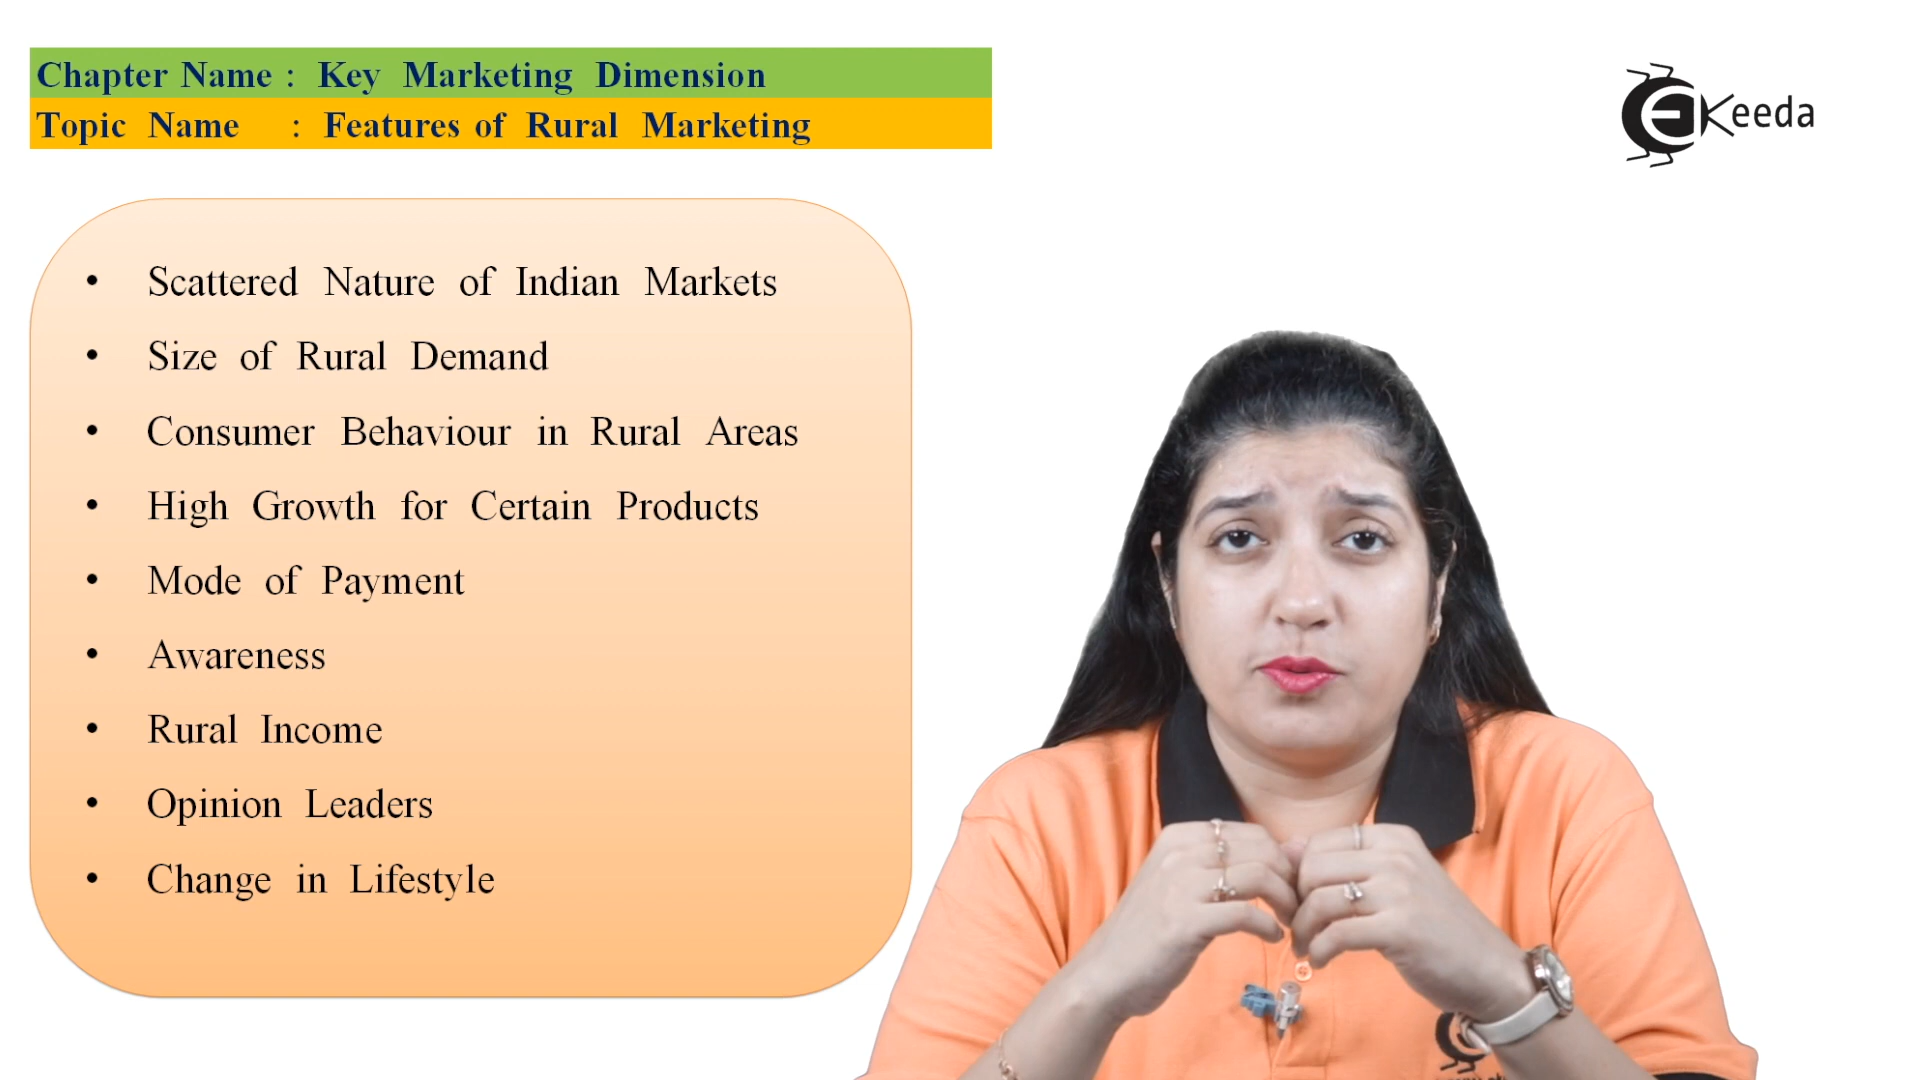 Chapter Name : Key Marketing Dimension
Topic Name : Features of Rural Marketing
EKeeda
• Scattered Nature of Indian Markets
• Size of Rural Demand
• Consumer Behaviour in Rural Areas
• High Growth for Certain Products
• Mode of Payment
• Awareness
• Rural Income
• Opinion Leaders
• Change in Lifestyle